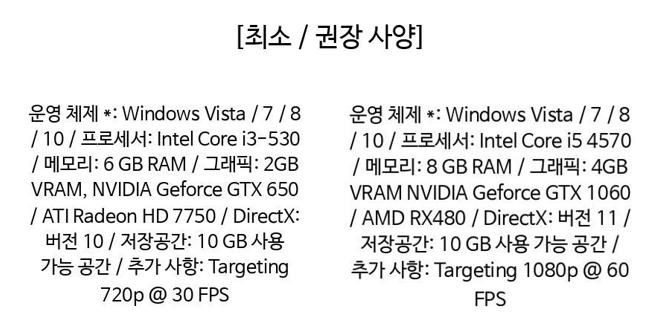 [최소 / 권장 사양]
운영 체제 *: Windows Vista / 7 / 8
/ 10 / 프로세서: Intel Core i3-530
/ 메모리: 6 GB RAM / 그래픽: 2GB
VRAM, NVIDIA Geforce GTX 650
/ ATI Radeon HD 7750 / DirectX:
버전 10 / 저장공간: 10 GB 사용
가능 공간 / 추가 사항: Targeting
720p @ 30 FPS
운영 체제 *: Windows Vista / 7 / 8
/ 10 / 프로세서: Intel Core i5 4570
/ 메모리: 8 GB RAM / 그래픽: 4GB
VRAM NVIDIA Geforce GTX 1060
/ AMD RX480 / DirectX: 버전 11 /
저장공간: 10 GB 사용 가능 공간 /
추가 사항: Targeting 1080p @ 60
FPS